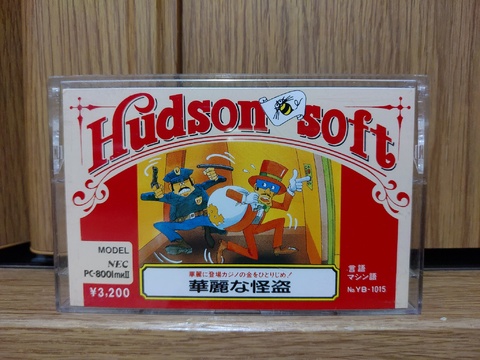 Hudson soft
MODEL
NEC
PC-8001mkII
¥3,200
華麗に登場カジノの金をひとりじめ!
華麗な怪盗
言語
マシン語
No.YB-1015